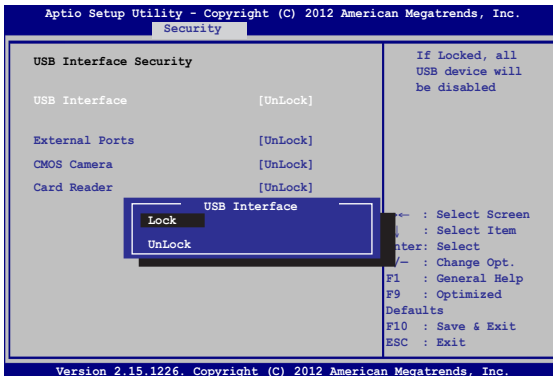 Aptio Setup Utility - Copyright (C) 2012 American Megatrends, Inc.
Security
USB Interface Security
USB Interface [UnLock]
External Ports [UnLock]
CMOS Camera [UnLock]
Card Reader [UnLock]
If Locked, all
USB device will
be disabled
USB Interface
Lock
UnLock
→← : Select Screen
: Select Item
nter: Select
/— : Change Opt.
F1 : General Help
F9 : Optimized
Defaults
F10 : Save & Exit
ESC : Exit
Version 2.15.1226. Copyright (C) 2012 American Megatrends, Inc.